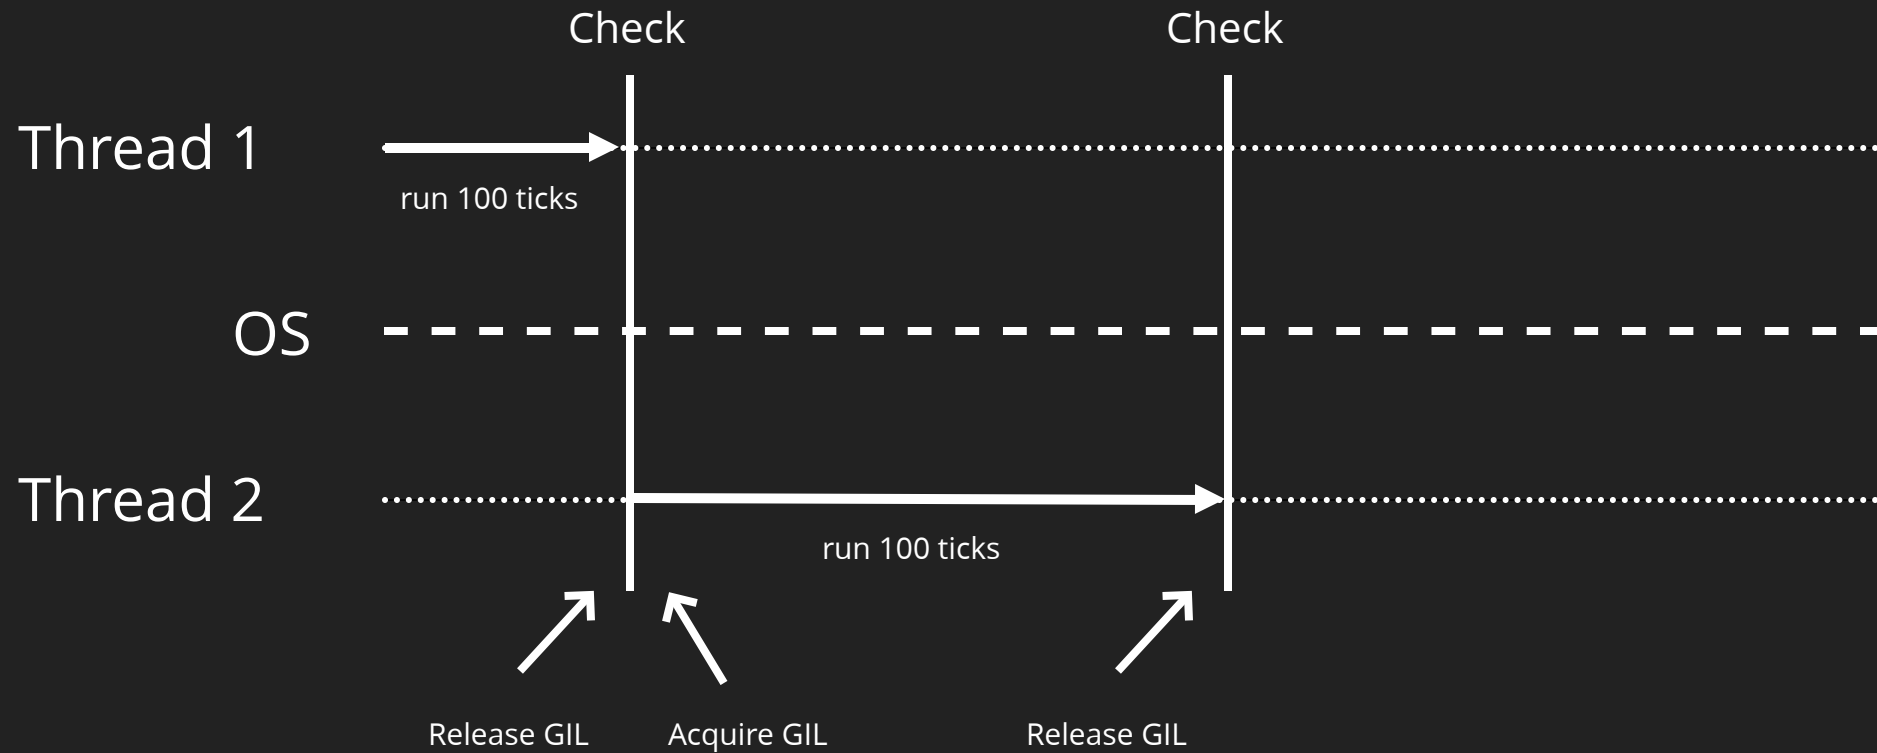 Check
Check
Thread 1
run 100 ticks
OS
Thread 2
run 100 ticks
Release GIL
Acquire GIL
Release GIL